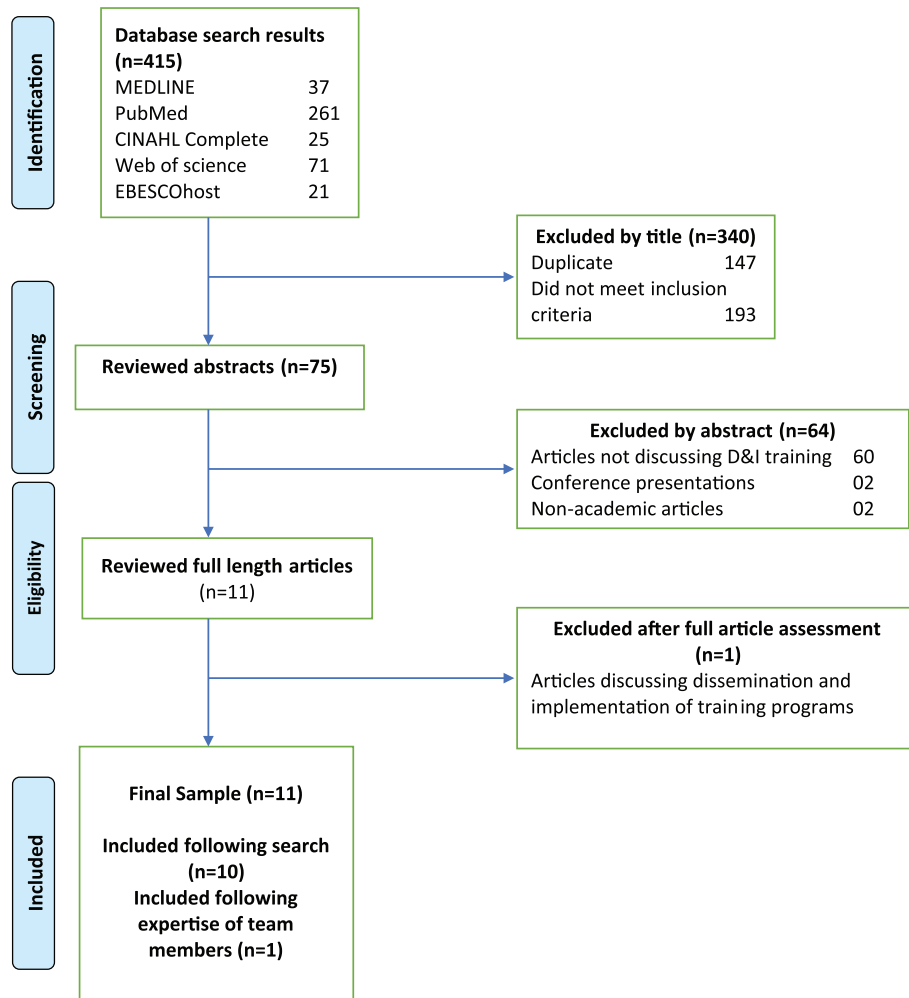 Identification
Database search results
(n=415)
MEDLINE 37
PubMed 261
CINAHL Complete 25
Web of science 71
EBESCOhost 21
Excluded by title (n=340)
Duplicate 147
Did not meet inclusion
criteria 193
Screening
Reviewed abstracts (n=75)
Excluded by abstract (n=64)
Articles not discussing D&I training 60
Conference presentations 02
Non-academic articles 02
Eligibility
Reviewed full length articles
(n=11)
Excluded after full article assessment
(n=1)
Articles discussing dissemination and
implementation of training programs
Included
Final Sample (n=11)
Included following search
(n=10)
Included following
expertise of team
members (n=1)